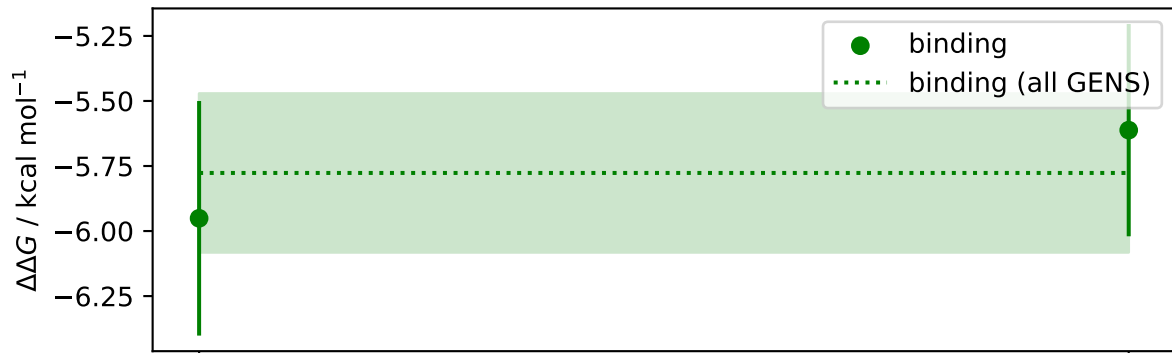 −5.25
−5.50
−5.75
−6.00
−6.25
ΔΔG / kcal mol⁻¹
binding
binding (all GENS)